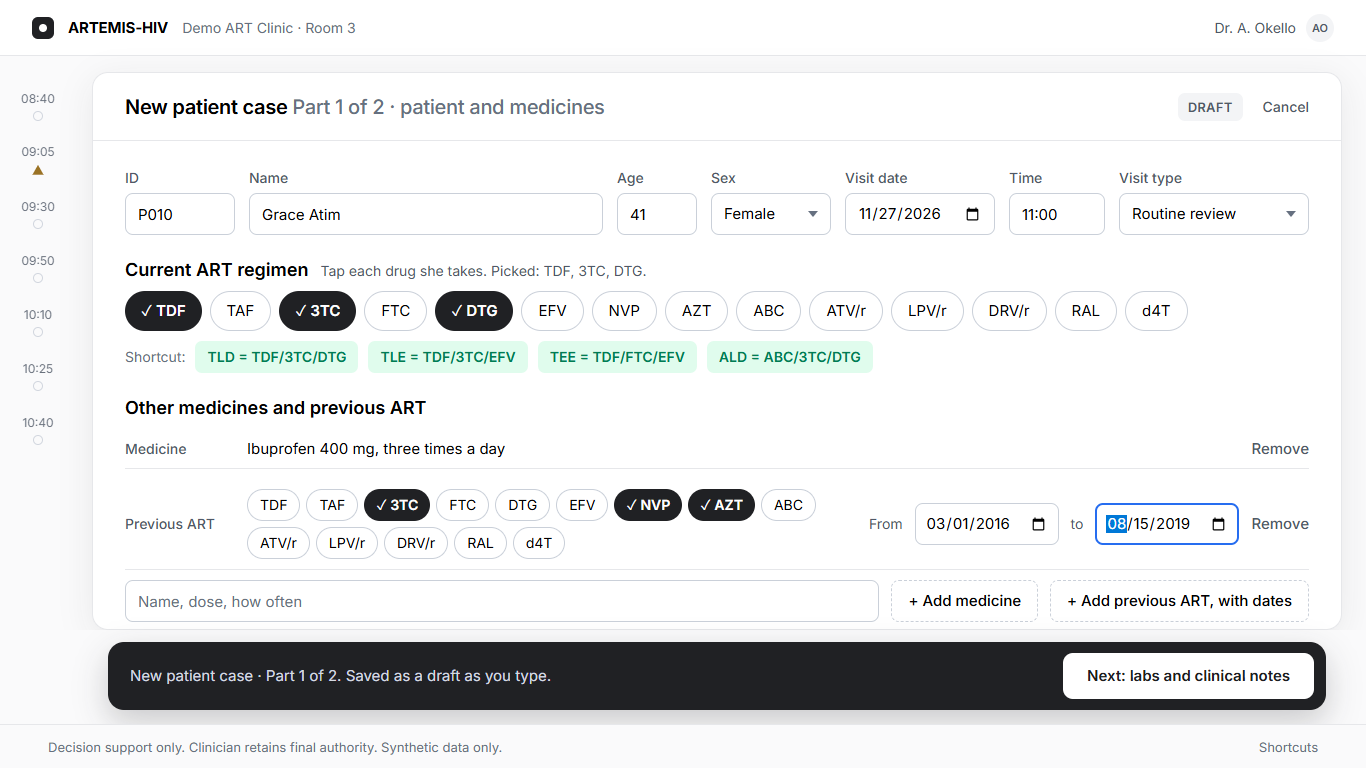 ARTEMIS-HIV Demo ART Clinic · Room 3 Dr. A. Okello AO
08:40
09:05
09:30
09:50
10:10
10:25
10:40
New patient case Part 1 of 2 · patient and medicines DRAFT Cancel
ID Name Age Sex Visit date Time Visit type
P010 Grace Atim 41 Female 11/27/2026 11:00 Routine review
Current ART regimen Tap each drug she takes. Picked: TDF, 3TC, DTG.
✓ TDF TAF ✓ 3TC FTC ✓ DTG EFV NVP AZT ABC ATV/r LPV/r DRV/r RAL d4T
Shortcut: TLD = TDF/3TC/DTG TLE = TDF/3TC/EFV TEE = TDF/FTC/EFV ALD = ABC/3TC/DTG
Other medicines and previous ART
Medicine Ibuprofen 400 mg, three times a day Remove
TDF TAF ✓ 3TC FTC DTG EFV ✓ NVP ✓ AZT ABC
Previous ART From 03/01/2016 to 08/15/2019 Remove
ATV/r LPV/r DRV/r RAL d4T
Name, dose, how often + Add medicine + Add previous ART, with dates
New patient case · Part 1 of 2. Saved as a draft as you type. Next: labs and clinical notes
Decision support only. Clinician retains final authority. Synthetic data only. Shortcuts